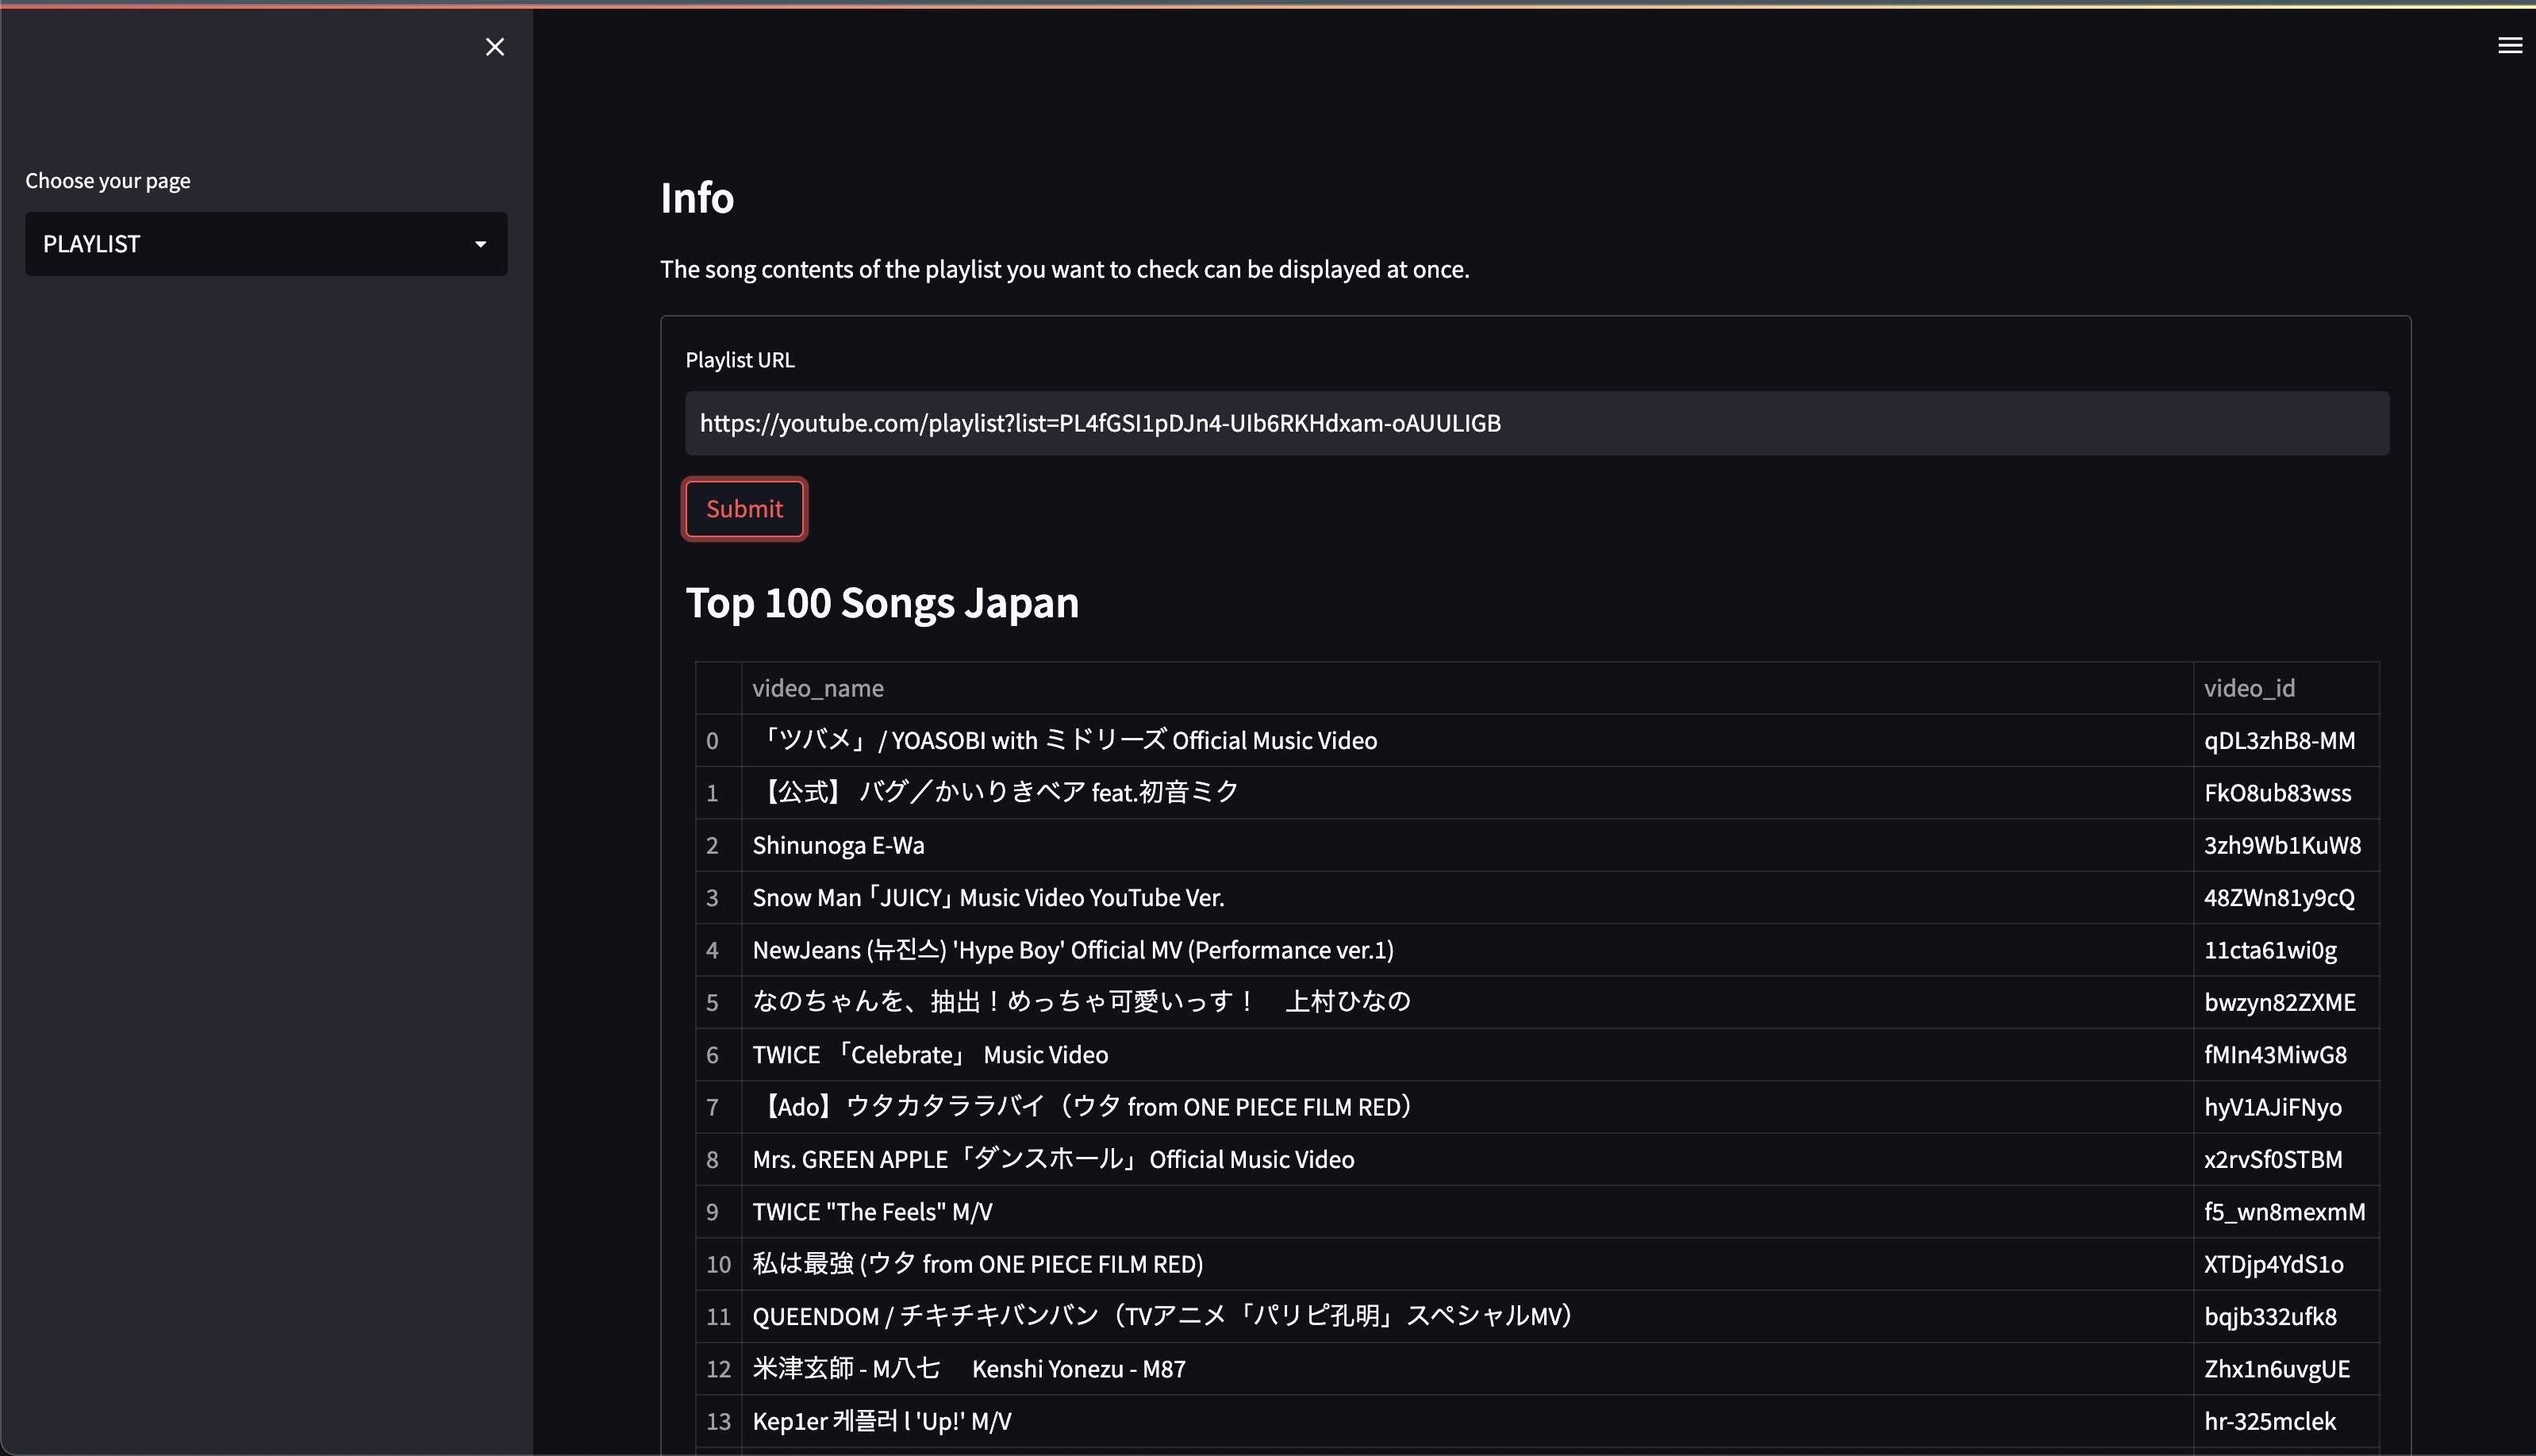 Choose your page
PLAYLIST
Info
The song contents of the playlist you want to check can be displayed at once.
Playlist URL
https://youtube.com/playlist?list=PL4fGSI1pDJn4-UIb6RKHdxam-oAUULIGB
Submit
Top 100 Songs Japan
video_name video_id
0 「ツバメ」 / YOASOBI with ミドリーズ Official Music Video qDL3zhB8-MM
1 【公式】 バグ／かいりきベア feat.初音ミク FkO8ub83wss
2 Shinunoga E-Wa 3zh9Wb1KuW8
3 Snow Man ｢JUICY｣ Music Video YouTube Ver. 48ZWn81y9cQ
4 NewJeans (뉴진스) 'Hype Boy' Official MV (Performance ver.1) 11cta61wi0g
5 なのちゃんを、抽出！めっちゃ可愛いっす！　上村ひなの bwzyn82ZXME
6 TWICE 「Celebrate」 Music Video fMIn43MiwG8
7 【Ado】ウタカタララバイ（ウタ from ONE PIECE FILM RED） hyV1AJiFNyo
8 Mrs. GREEN APPLE「ダンスホール」Official Music Video x2rvSf0STBM
9 TWICE "The Feels" M/V f5_wn8mexmM
10 私は最強 (ウタ from ONE PIECE FILM RED) XTDjp4YdS1o
11 QUEENDOM / チキチキバンバン（TVアニメ「パリピ孔明」スペシャルMV） bqjb332ufk8
12 米津玄師 - M八七　 Kenshi Yonezu - M87 Zhx1n6uvgUE
13 Kep1er 케플러 l 'Up!' M/V hr-325mclek